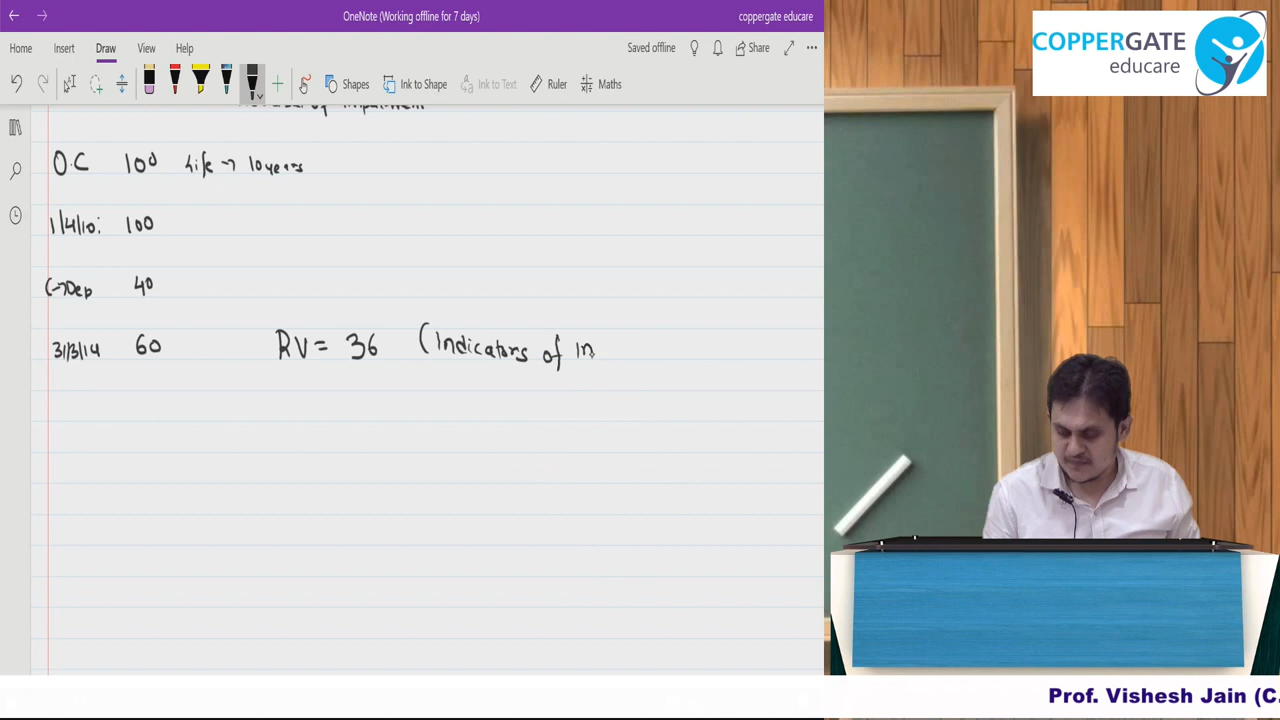 OneNote (Working offline for 7 days)
coppergate educare
Home Insert Draw View Help
Saved offline
Share
Shapes
Ink to Shape
Ink to Text
Ruler
Maths
COPPERGATE
educare
of impairment
O.C 100 Life → 10 years
1/4/10: 100
(-) Dep 40
31/3/14 60 RV = 36 (Indicators of in
Prof. Vishesh Jain (C.